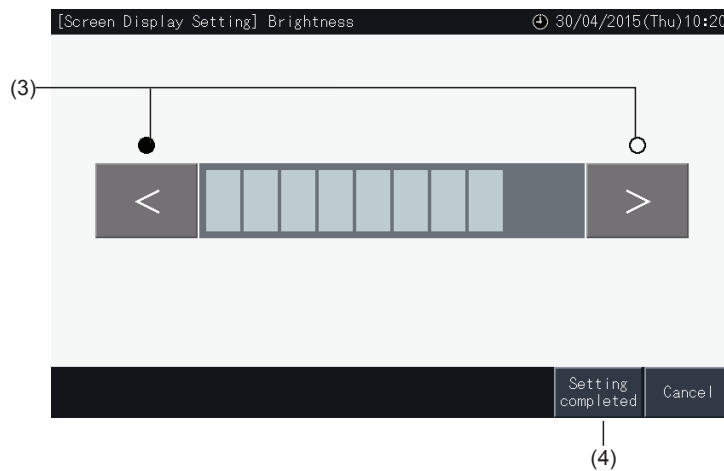 [Screen Display Setting] Brightness 30/04/2015(Thu)10:20
(3)
< >
Setting
completed
Cancel
(4)